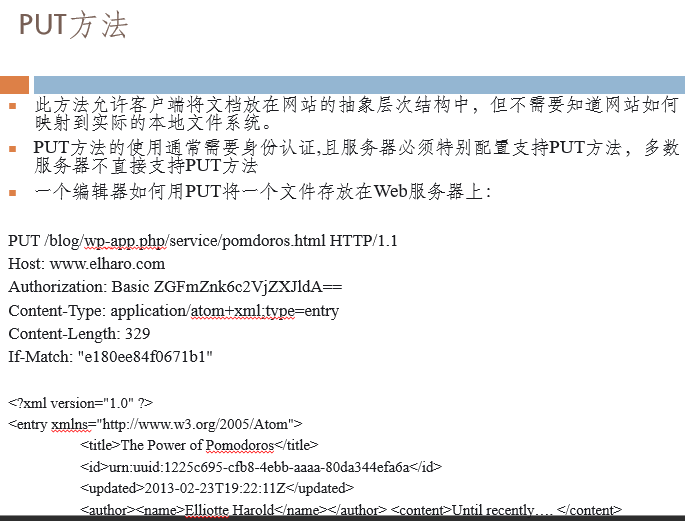 PUT方法
此方法允许客户端将文档放在网站的抽象层次结构中，但不需要知道网站如何
映射到实际的本地文件系统。
PUT方法的使用通常需要身份认证,且服务器必须特别配置支持PUT方法，多数
服务器不直接支持PUT方法
一个编辑器如何用PUT将一个文件存放在Web服务器上：
PUT /blog/wp-app.php/service/pomdoros.html HTTP/1.1
Host: www.elharo.com
Authorization: Basic ZGFmZnk6c2VjZXJldA==
Content-Type: application/atom+xml;type=entry
Content-Length: 329
If-Match: "e180ee84f0671b1"
<?xml version="1.0" ?>
<entry xmlns="http://www.w3.org/2005/Atom">
<title>The Power of Pomodoros</title>
<id>urn:uuid:1225c695-cfb8-4ebb-aaaa-80da344efa6a</id>
<updated>2013-02-23T19:22:11Z</updated>
<author><name>Elliotte Harold</name></author> <content>Until recently…. </content>